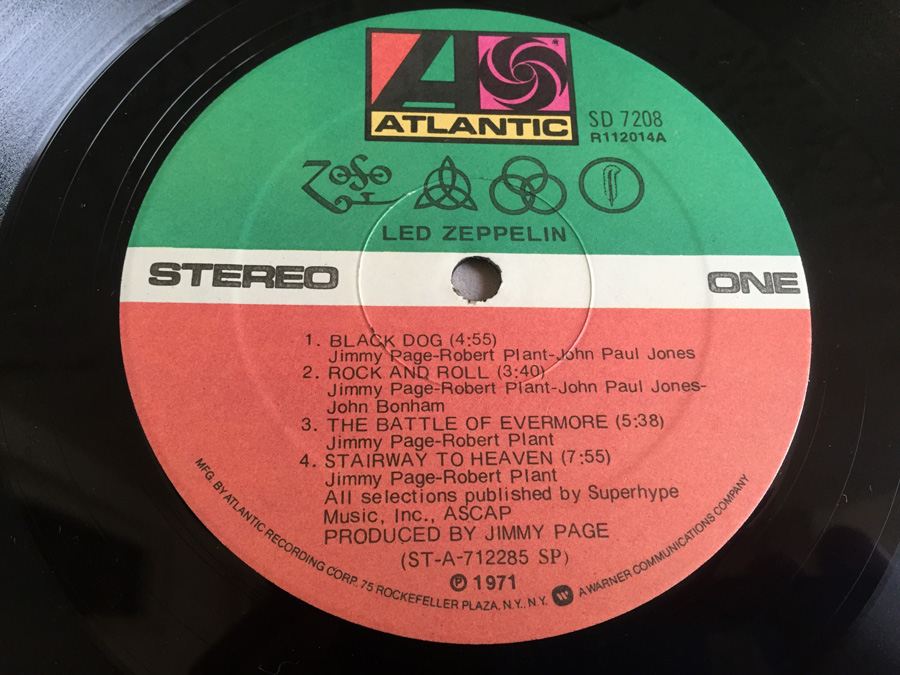 ATLANTIC
SD 7208
R112014A
ZoSo
LED ZEPPELIN
STEREO
ONE
1. BLACK DOG (4:55)
Jimmy Page-Robert Plant-John Paul Jones
2. ROCK AND ROLL (3:40)
Jimmy Page-Robert Plant-John Paul Jones-
John Bonham
3. THE BATTLE OF EVERMORE (5:38)
Jimmy Page-Robert Plant
4. STAIRWAY TO HEAVEN (7:55)
Jimmy Page-Robert Plant
All selections published by Superhype
Music, Inc., ASCAP
PRODUCED BY JIMMY PAGE
(ST-A-712285 SP)
℗ 1971
MFG. BY ATLANTIC RECORDING CORP. 75 ROCKEFELLER PLAZA, N.Y., N.Y. W A WARNER COMMUNICATIONS COMPANY